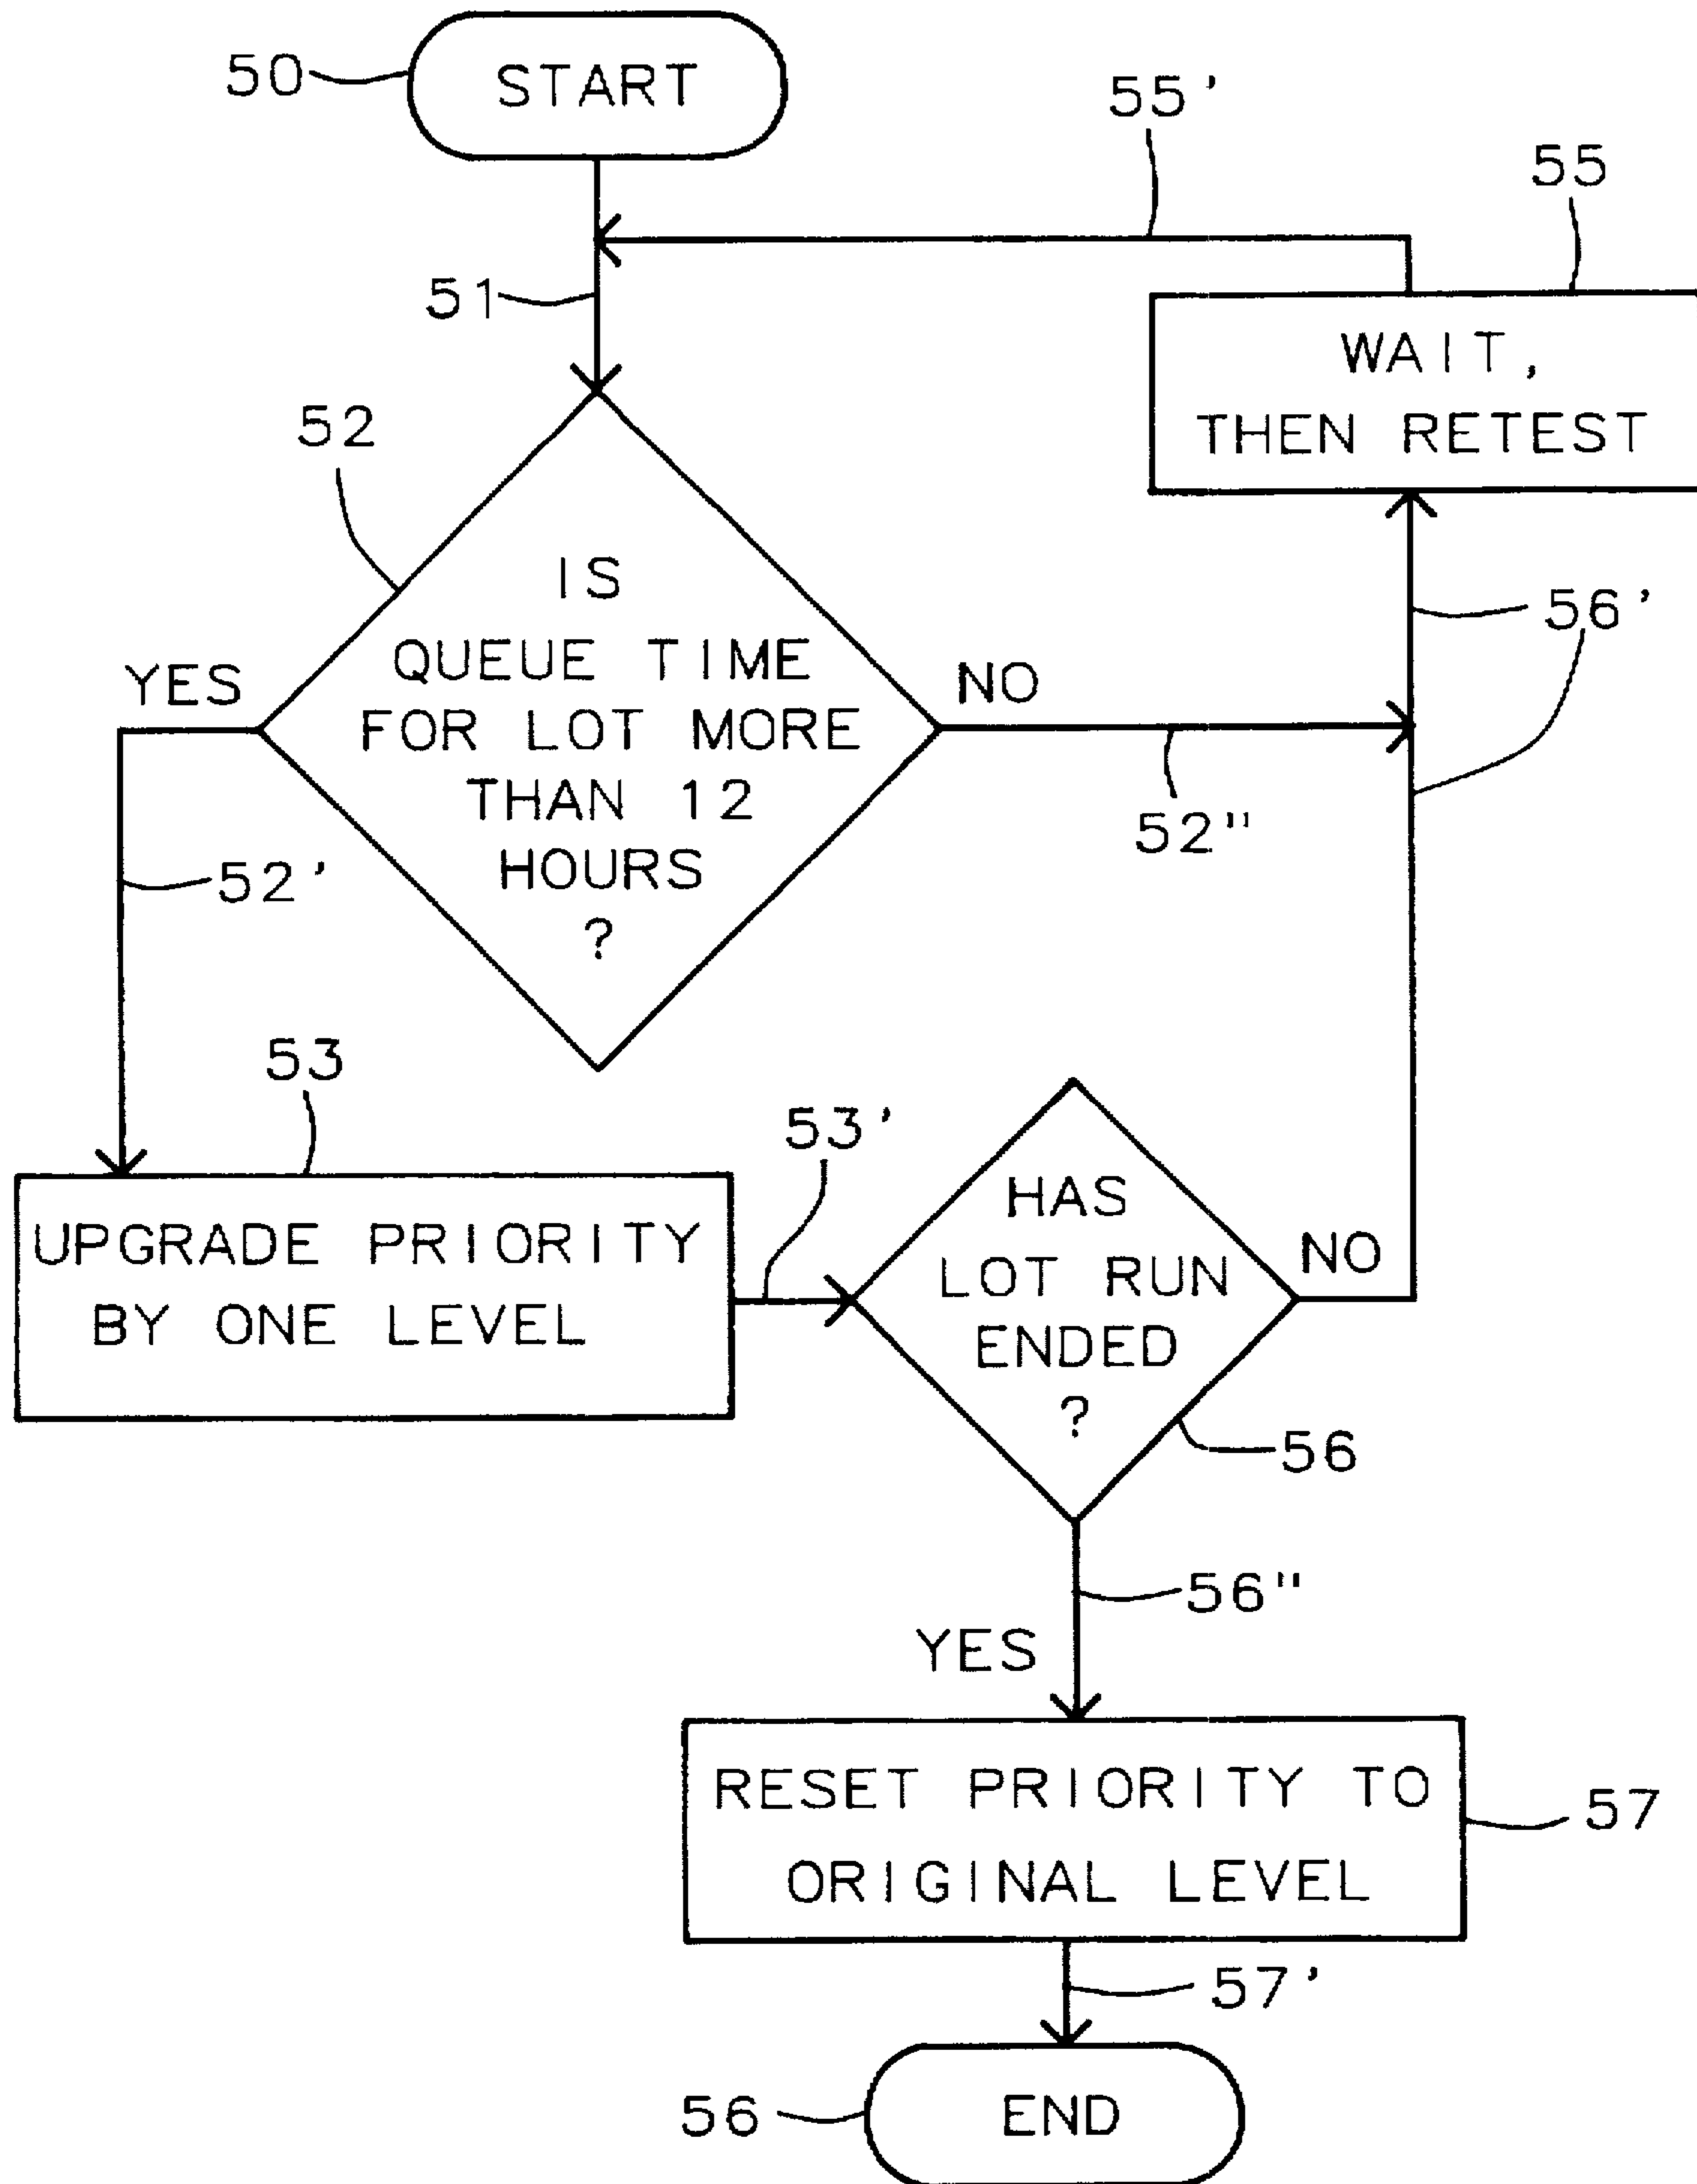 50
START
55'
55
51
WAIT,
THEN RETEST
52
IS
QUEUE TIME
FOR LOT MORE
THAN 12
HOURS
?
YES
NO
56'
52"
52'
53
53'
UPGRADE PRIORITY
BY ONE LEVEL
HAS
LOT RUN
ENDED
?
NO
56
56"
YES
RESET PRIORITY TO
ORIGINAL LEVEL
57
57'
56
END